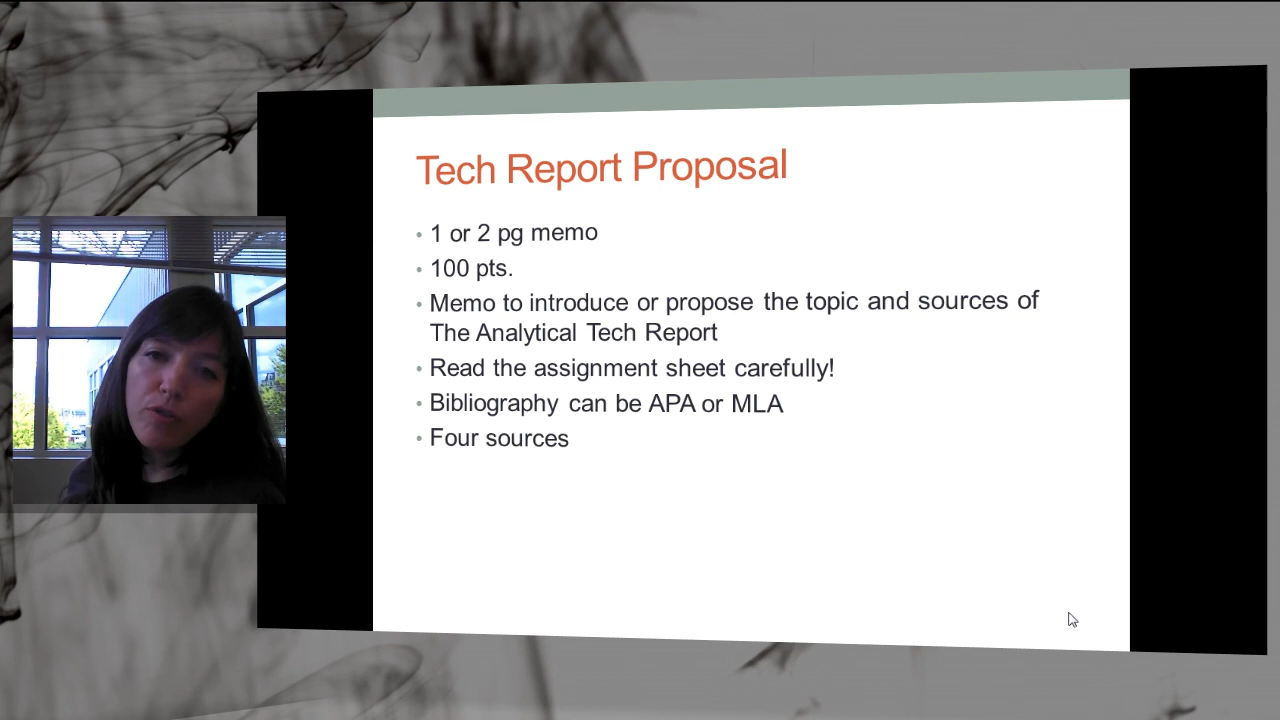 Tech Report Proposal
• 1 or 2 pg memo
• 100 pts.
• Memo to introduce or propose the topic and sources of
The Analytical Tech Report
• Read the assignment sheet carefully!
• Bibliography can be APA or MLA
• Four sources